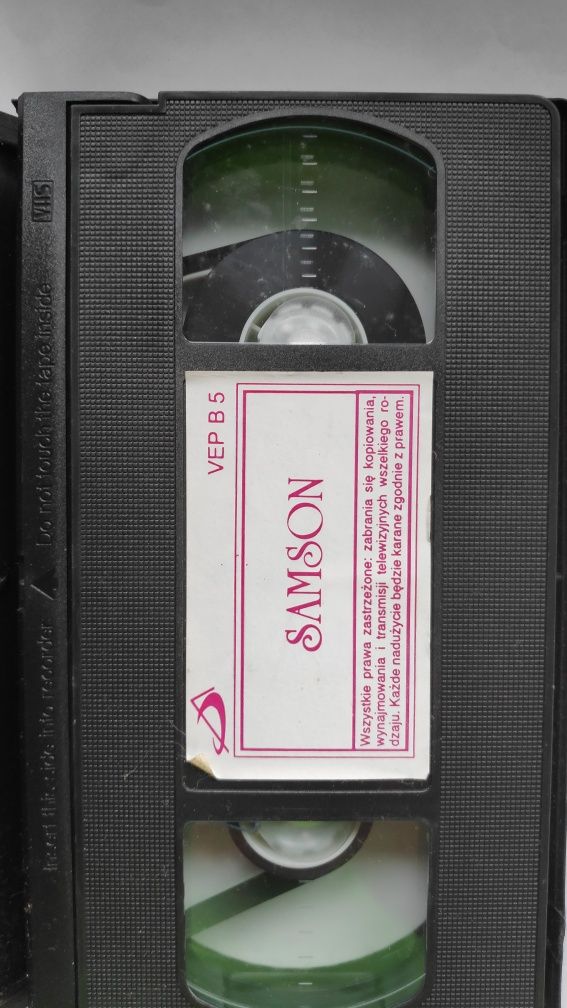 VHS
Insert this side into recorder
Do not touch the tape inside
VEP B 5
SAMSON
Wszystkie prawa zastrzeżone: zabrania się kopiowania,
wynajmowania i transmisji telewizyjnych wszelkiego ro-
dzaju. Każde nadużycie będzie karane zgodnie z prawem.